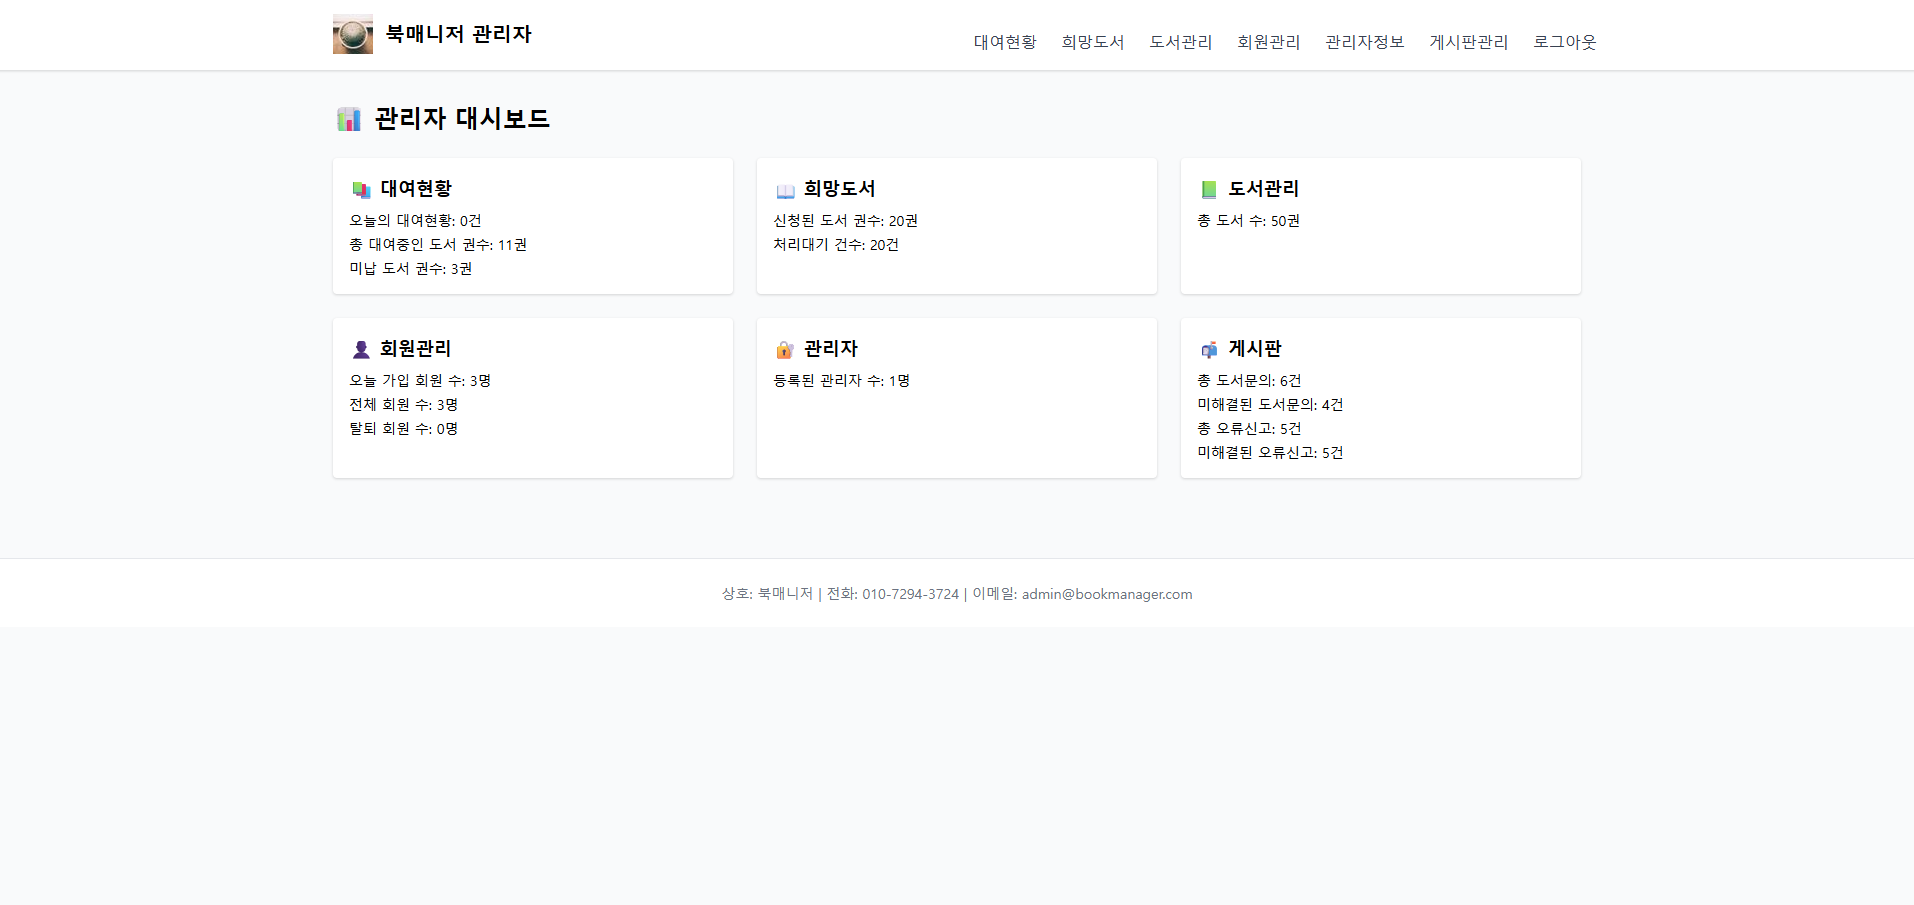 북매니저 관리자
대여현황 희망도서 도서관리 회원관리 관리자정보 게시판관리 로그아웃
관리자 대시보드
대여현황
오늘의 대여현황: 0건
총 대여중인 도서 권수: 11권
미납 도서 권수: 3권
희망도서
신청된 도서 권수: 20권
처리대기 건수: 20건
도서관리
총 도서 수: 50권
회원관리
오늘 가입 회원 수: 3명
전체 회원 수: 3명
탈퇴 회원 수: 0명
관리자
등록된 관리자 수: 1명
게시판
총 도서문의: 6건
미해결된 도서문의: 4건
총 오류신고: 5건
미해결된 오류신고: 5건
상호: 북매니저 | 전화: 010-7294-3724 | 이메일: admin@bookmanager.com